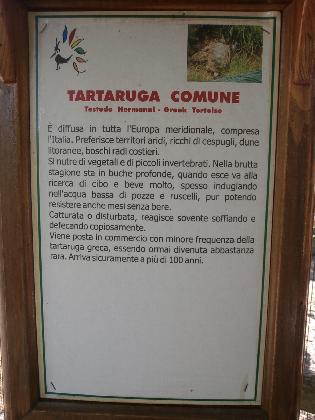 TARTARUGA COMUNE
Testudo Hermanni - Greek Tortoise
È diffusa in tutta l'Europa meridionale, compresa
l'Italia. Preferisce territori aridi, ricchi di cespugli, dune
litoranee, boschi radi costieri.
Si nutre di vegetali e di piccoli invertebrati. Nella brutta
stagione sta in buche profonde, quando esce va alla
ricerca di cibo e beve molto, spesso indugiando
nell'acqua bassa di pozze e ruscelli, pur potendo
resistere anche mesi senza bere.
Catturata o disturbata, reagisce sovente soffiando e
defecando copiosamente.
Viene posta in commercio con minore frequenza della
tartaruga greca, essendo ormai divenuta abbastanza
rara. Arriva sicuramente a più di 100 anni.